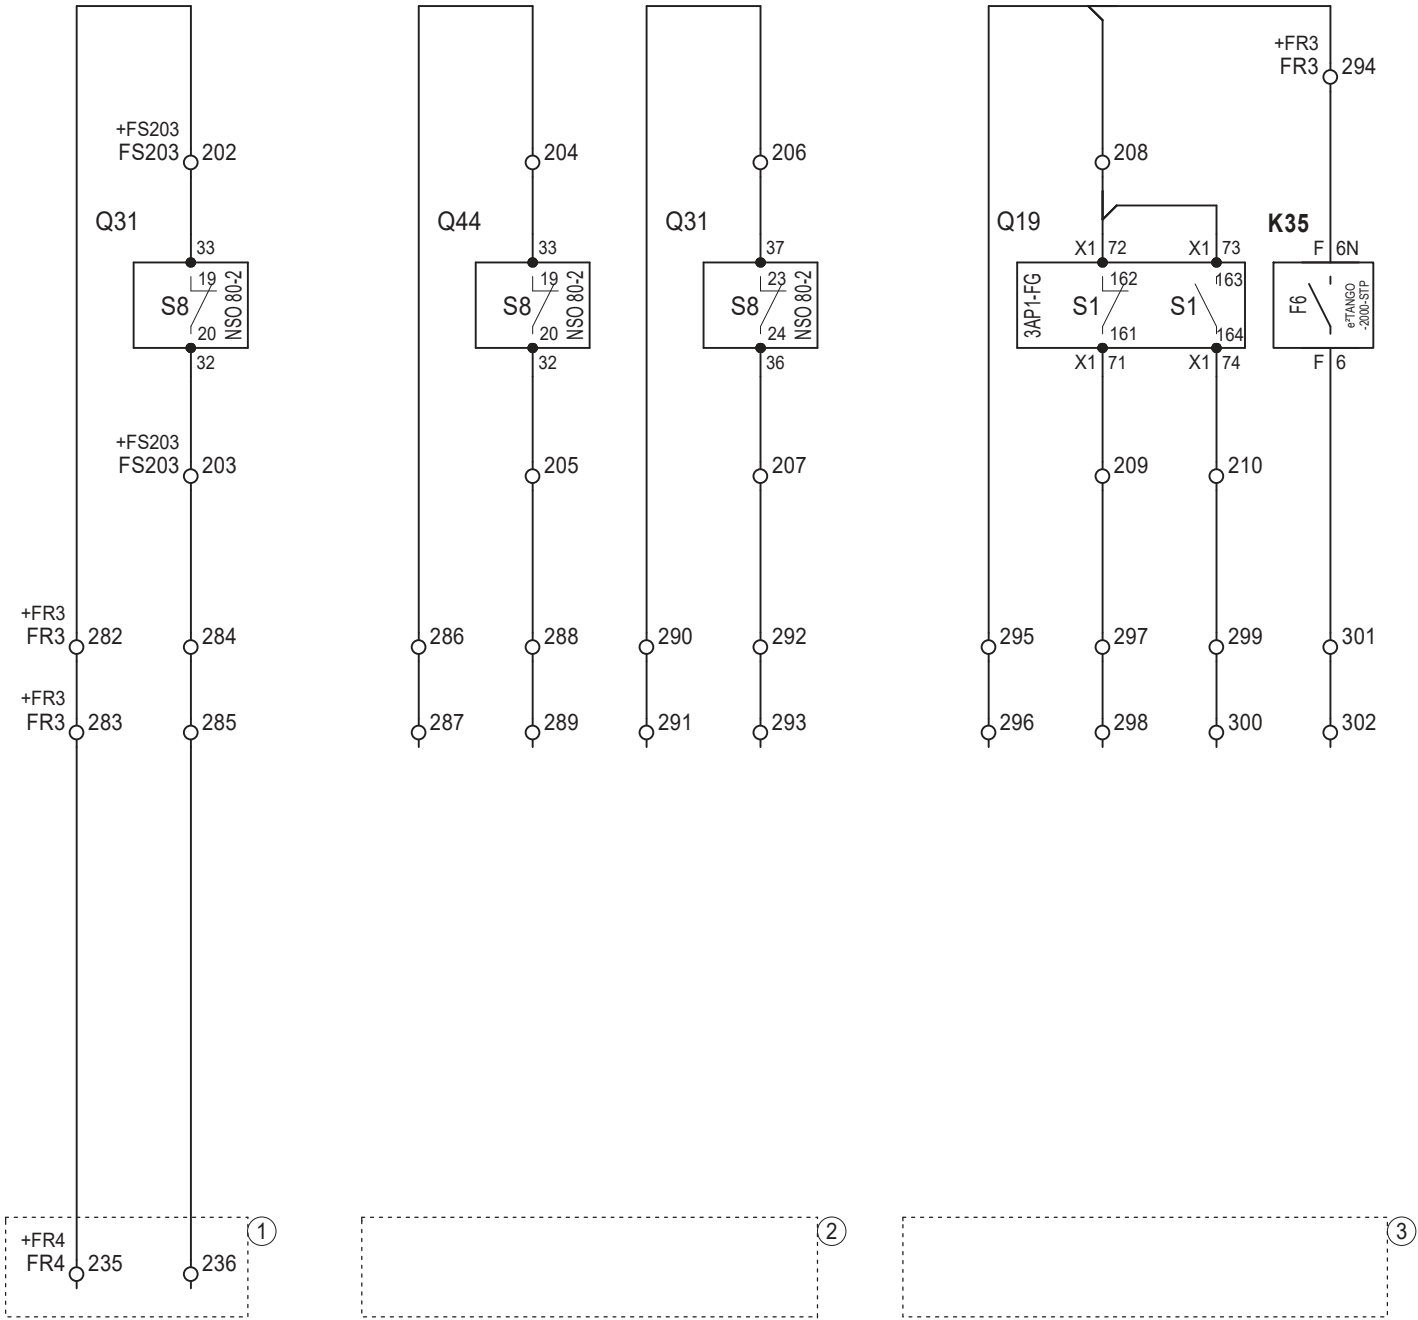 +FR3
FR3 294
+FS203
FS203 202
204
206
208
Q31
Q44
Q31
Q19
K35
33
33
37
X1 72
X1 73
F 6N
19
S8
20
NSO 80-2
19
S8
20
NSO 80-2
23
S8
24
NSO 80-2
3AP1-FG
162
S1
161
163
S1
164
F6
e²TANGO
-2000-STP
32
32
36
X1 71
X1 74
F 6
+FS203
FS203 203
205
207
209
210
+FR3
FR3 282
284
286
288
290
292
295
297
299
301
+FR3
FR3 283
285
287
289
291
293
296
298
300
302
1
2
3
+FR4
FR4 235
236